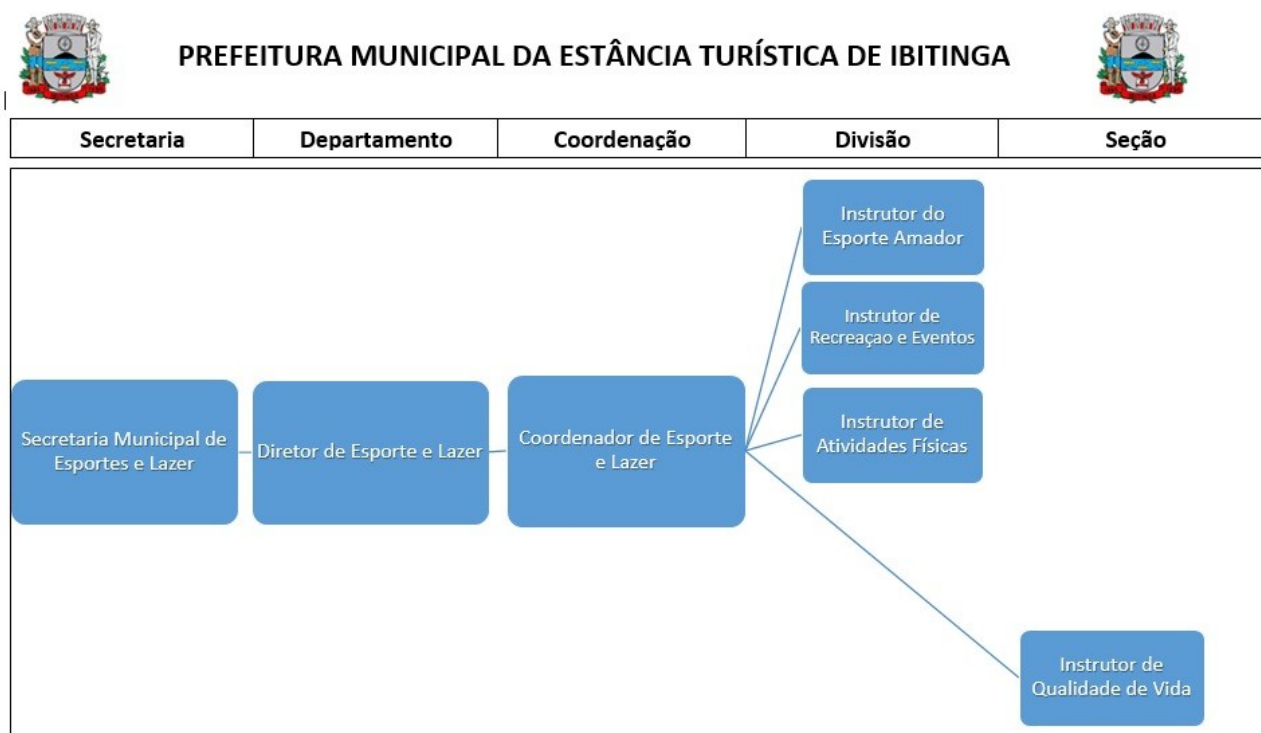 PREFEITURA MUNICIPAL DA ESTÂNCIA TURÍSTICA DE IBITINGA
Secretaria Departamento Coordenação Divisão Seção
Instrutor do
Esporte Amador
Instrutor de
Recreaçao e Eventos
Secretaria Municipal de
Esportes e Lazer
Diretor de Esporte e Lazer
Coordenador de Esporte
e Lazer
Instrutor de
Atividades Físicas
Instrutor de
Qualidade de Vida